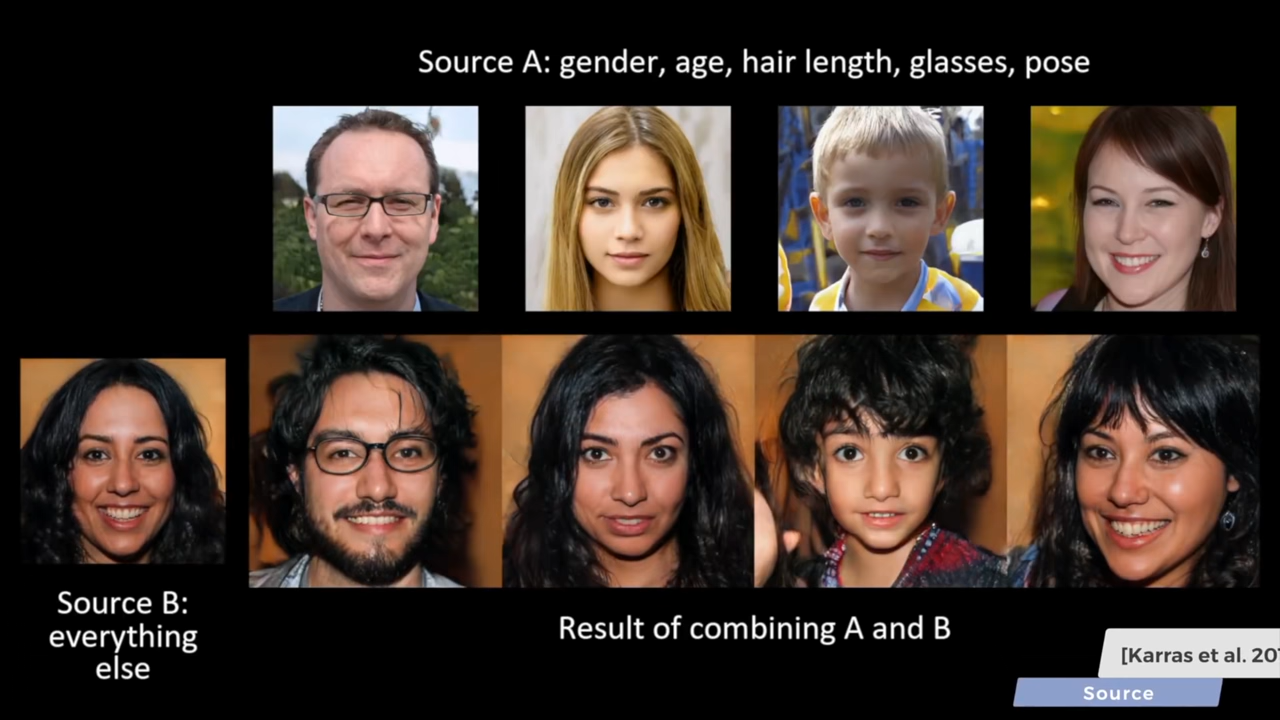 Source A: gender, age, hair length, glasses, pose
Source B:
everything
else
Result of combining A and B
[Karras et al.
Source